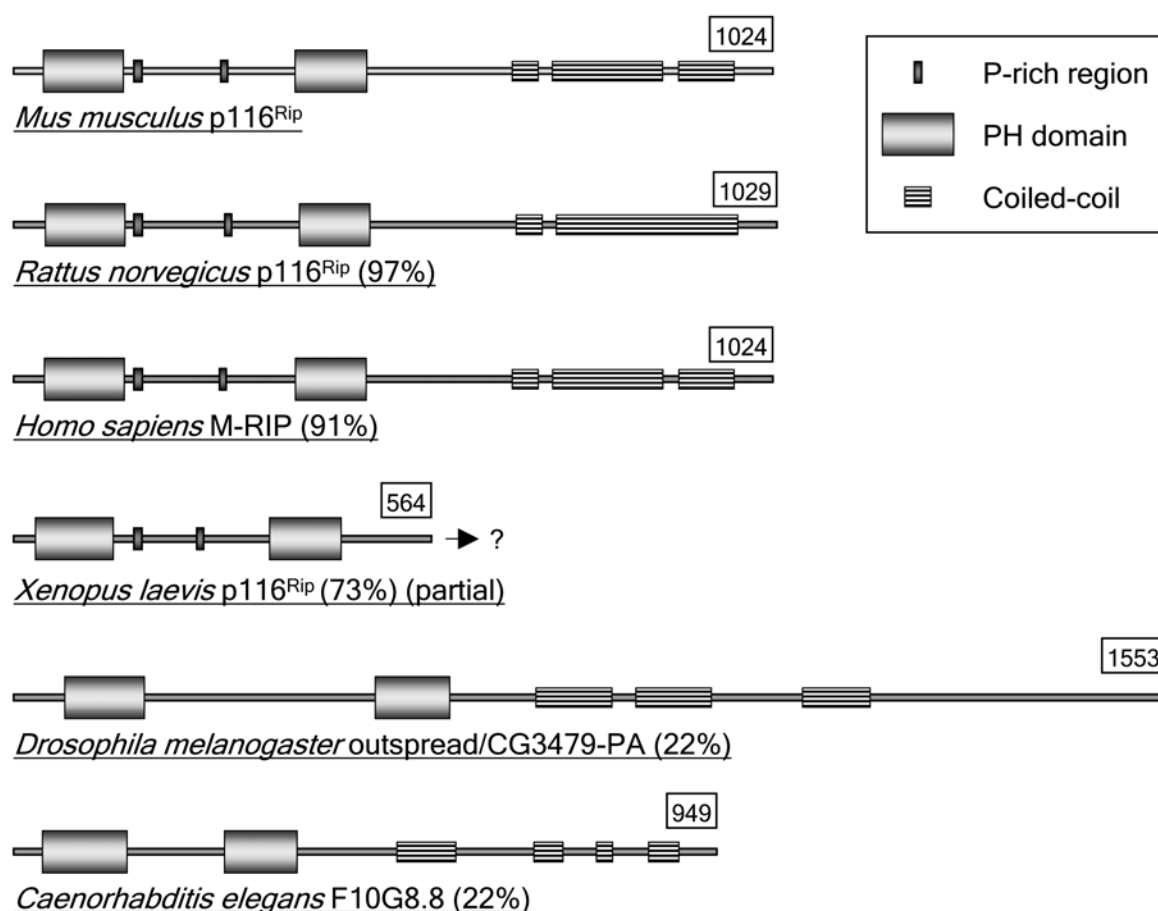 1024
Mus musculus p116Rip
P-rich region
PH domain
Coiled-coil
1029
Rattus norvegicus p116Rip (97%)
1024
Homo sapiens M-RIP (91%)
564
?
Xenopus laevis p116Rip (73%) (partial)
1553
Drosophila melanogaster outspread/CG3479-PA (22%)
949
Caenorhabditis elegans F10G8.8 (22%)